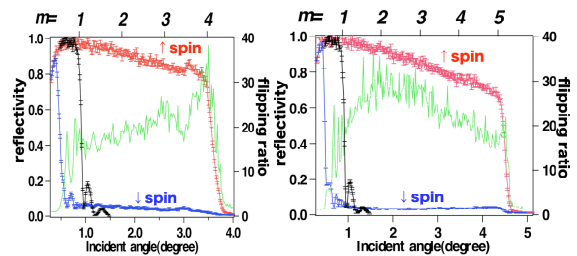 m= 1 2 3 4
1.0
0.8
0.6
0.4
0.2
0.0
reflectivity
↑ spin
↓ spin
40
30
20
10
0
flipping ratio
1.0 2.0 3.0 4.0
Incident angle(degree)
m= 1 2 3 4 5
1.0
0.8
0.6
0.4
0.2
0.0
reflectivity
↑ spin
↓ spin
40
30
20
10
0
flipping ratio
1 2 3 4 5
Incident angle(degree)